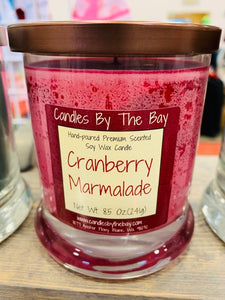 Candles By The Bay
Hand-poured Premium Scented
Soy Wax Candle
Cranberry
Marmalade
Net Wt. 8.5 Oz(241g)
www.candlesbythebay.com